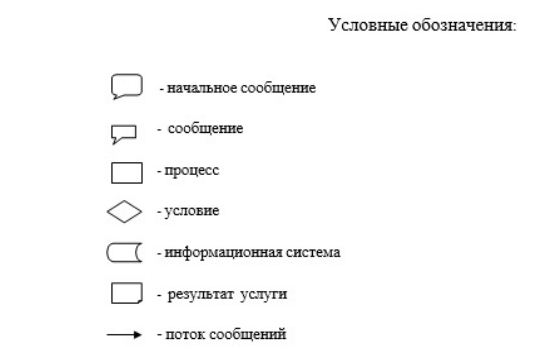 Условные обозначения:
- начальное сообщение
- сообщение
- процесс
- условие
- информационная система
- результат услуги
- поток сообщений